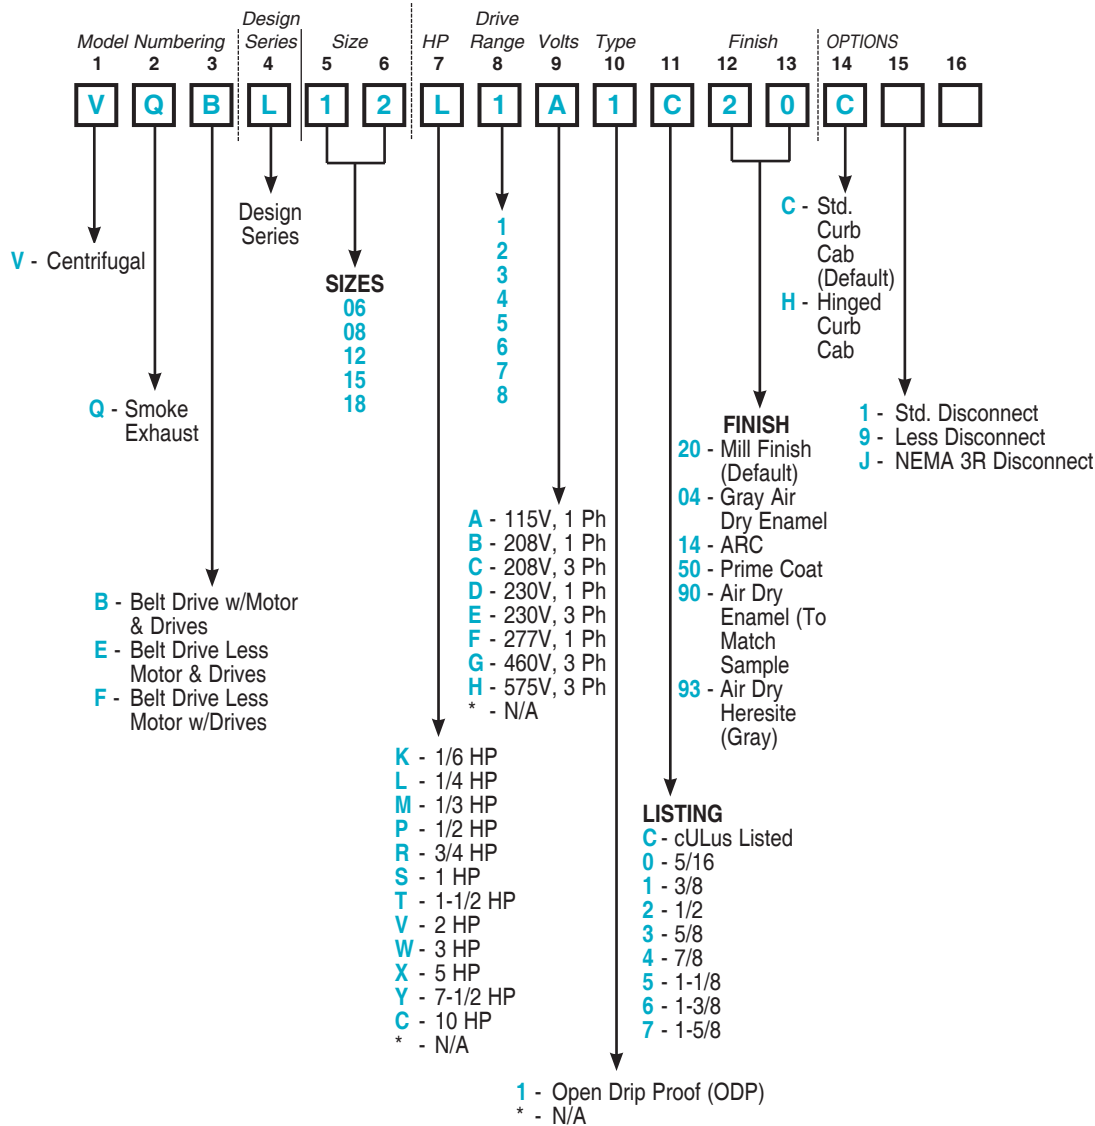 Design Drive
Model Numbering Series Size HP Range Volts Type Finish OPTIONS
1 2 3 4 5 6 7 8 9 10 11 12 13 14 15 16
V Q B L 1 2 L 1 A 1 C 2 0 C
V - Centrifugal
Q - Smoke
Exhaust
B - Belt Drive w/Motor
& Drives
E - Belt Drive Less
Motor & Drives
F - Belt Drive Less
Motor w/Drives
Design
Series
SIZES
06
08
12
15
18
K - 1/6 HP
L - 1/4 HP
M - 1/3 HP
P - 1/2 HP
R - 3/4 HP
S - 1 HP
T - 1-1/2 HP
V - 2 HP
W - 3 HP
X - 5 HP
Y - 7-1/2 HP
C - 10 HP
* - N/A
1
2
3
4
5
6
7
8
A - 115V, 1 Ph
B - 208V, 1 Ph
C - 208V, 3 Ph
D - 230V, 1 Ph
E - 230V, 3 Ph
F - 277V, 1 Ph
G - 460V, 3 Ph
H - 575V, 3 Ph
* - N/A
1 - Open Drip Proof (ODP)
* - N/A
LISTING
C - cULus Listed
0 - 5/16
1 - 3/8
2 - 1/2
3 - 5/8
4 - 7/8
5 - 1-1/8
6 - 1-3/8
7 - 1-5/8
FINISH
20 - Mill Finish
(Default)
04 - Gray Air
Dry Enamel
14 - ARC
50 - Prime Coat
90 - Air Dry
Enamel (To
Match
Sample
93 - Air Dry
Heresite
(Gray)
C - Std.
Curb
Cab
(Default)
H - Hinged
Curb
Cab
1 - Std. Disconnect
9 - Less Disconnect
J - NEMA 3R Disconnect